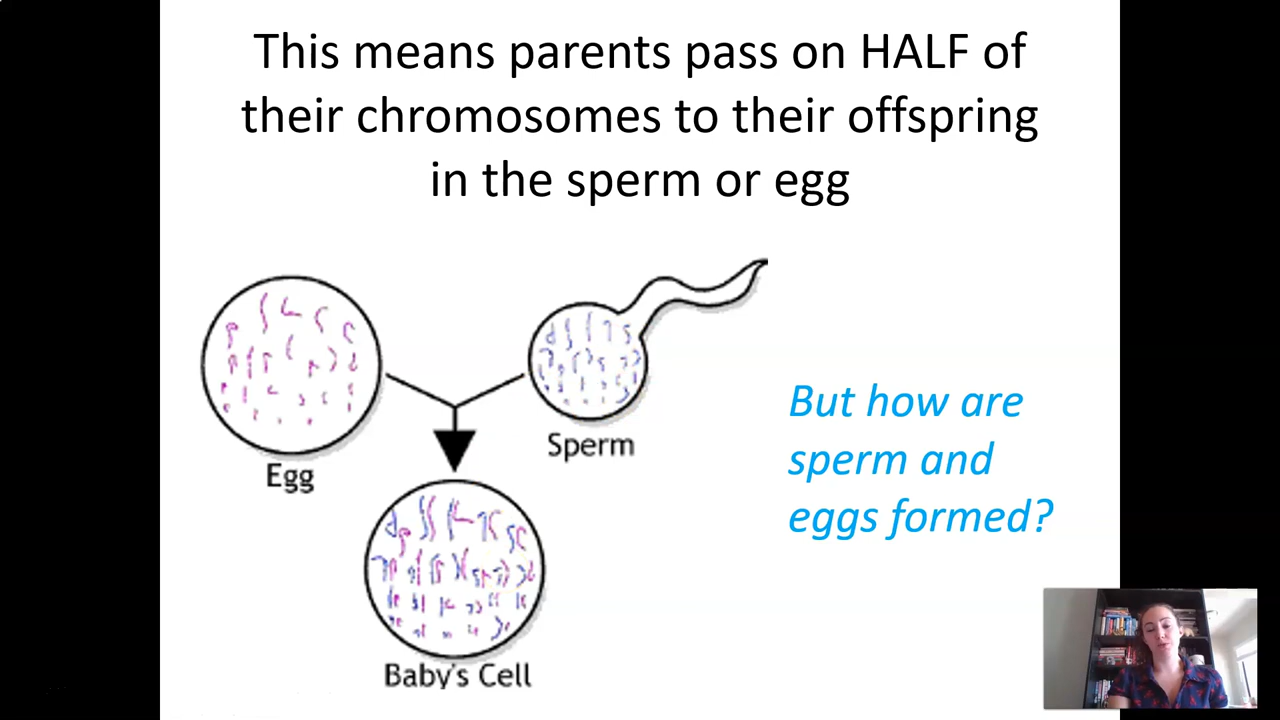 This means parents pass on HALF of
their chromosomes to their offspring
in the sperm or egg
Egg
Sperm
But how are
sperm and
eggs formed?
Baby's Cell